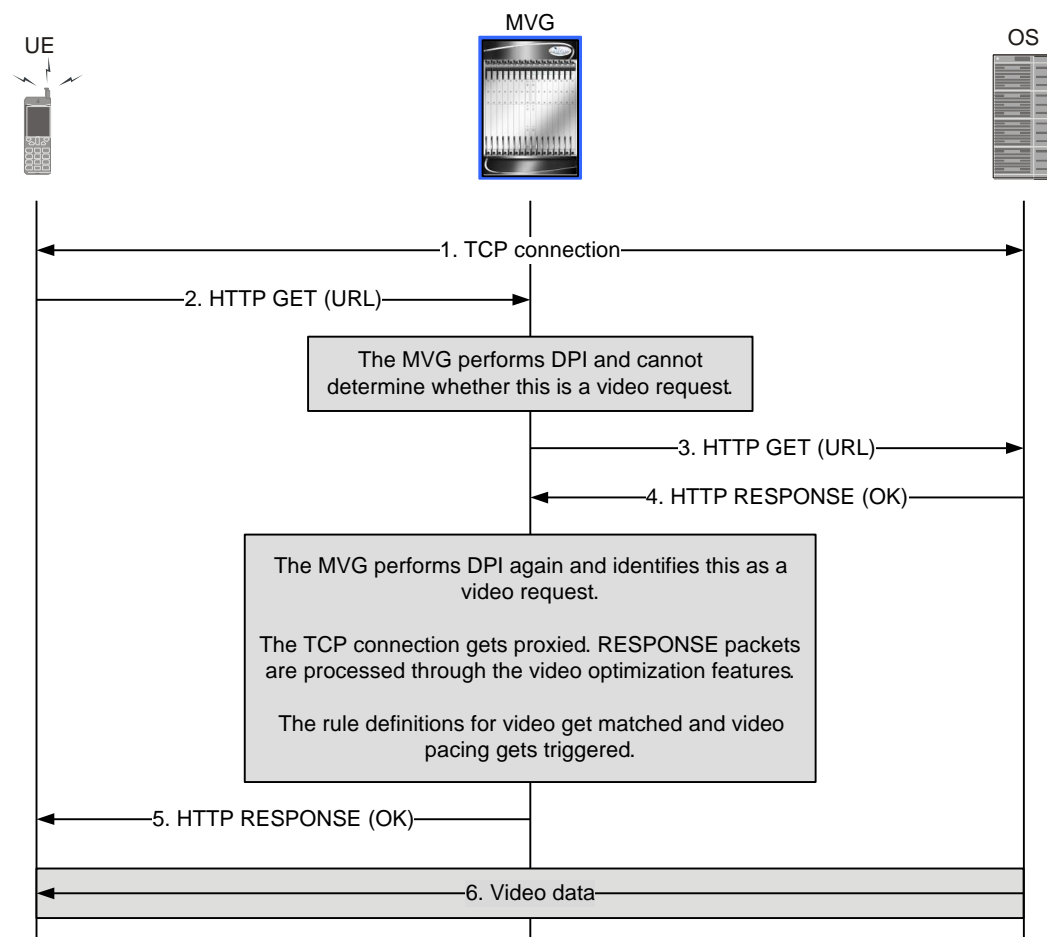 MVG
UE
OS
1. TCP connection
2. HTTP GET (URL)
The MVG performs DPI and cannot
determine whether this is a video request.
3. HTTP GET (URL)
4. HTTP RESPONSE (OK)
The MVG performs DPI again and identifies this as a
video request.
The TCP connection gets proxied. RESPONSE packets
are processed through the video optimization features.
The rule definitions for video get matched and video
pacing gets triggered.
5. HTTP RESPONSE (OK)
6. Video data